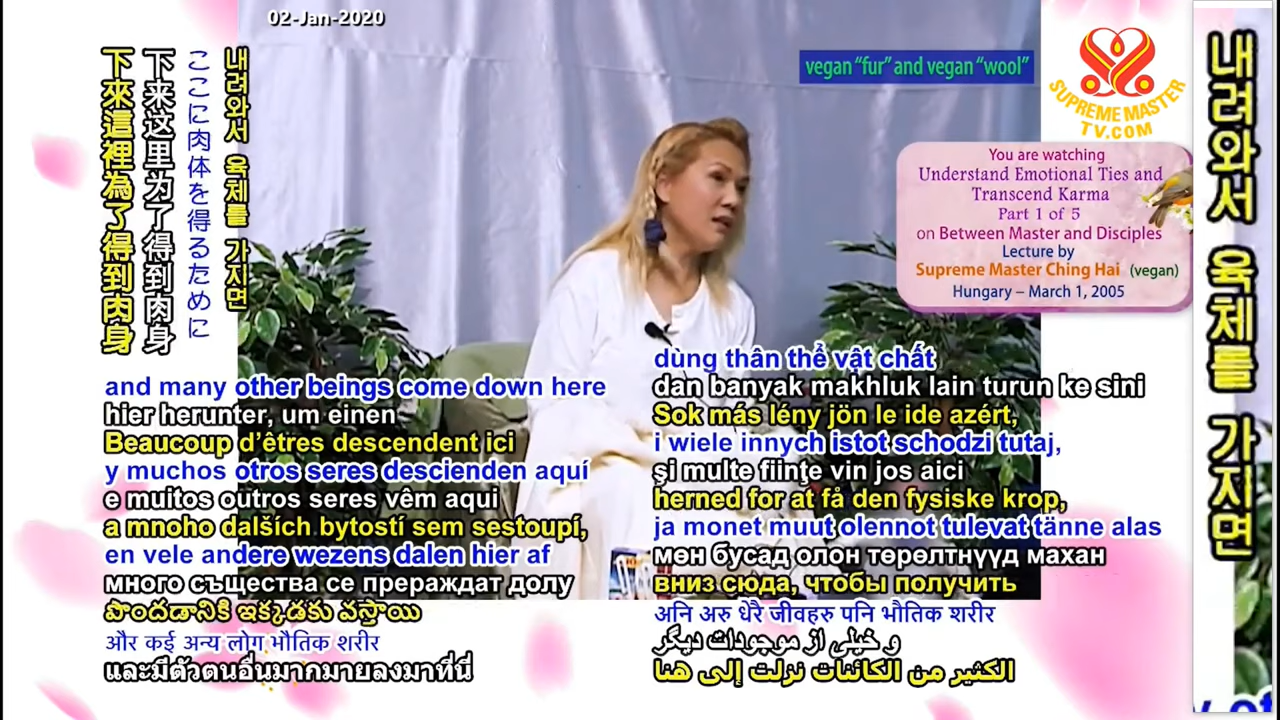 02-Jan-2020
vegan “fur” and vegan “wool”
SUPREME MASTER
TV.COM
You are watching
Understand Emotional Ties and
Transcend Karma
Part 1 of 5
on Between Master and Disciples
Lecture by
Supreme Master Ching Hai (vegan)
Hungary – March 1, 2005
내려와서 육체를 가지면
ここに肉体を得るために
下来这里为了得到肉身
下來這裡為了得到肉身
and many other beings come down here
hier herunter, um einen
Beaucoup d’êtres descendent ici
y muchos otros seres descienden aquí
e muitos outros seres vêm aqui
a mnoho dalších bytostí sem sestoupí,
en vele andere wezens dalen hier af
много същества се прераждат долу
పొందడానికి ఇక్కడకు వస్తాయి
और कई अन्य लोग भौतिक शरीर
และมีตัวตนอื่นมากมายลงมาที่นี่
dùng thân thể vật chất
dan banyak makhluk lain turun ke sini
Sok más lény jön le ide azért,
i wiele innych istot schodzi tutaj,
şi multe fiinţe vin jos aici
herned for at få den fysiske krop,
ja monet muut olennot tulevat tänne alas
мөн бусад олон төрөлтнүүд махан
вниз сюда, чтобы получить
अनि अरु धेरै जीवहरु पनि भौतिक शरीर
و خیلی از موجودات دیگر
الكثير من الكائنات نزلت إلى هنا
내려와서 육체를 가지면